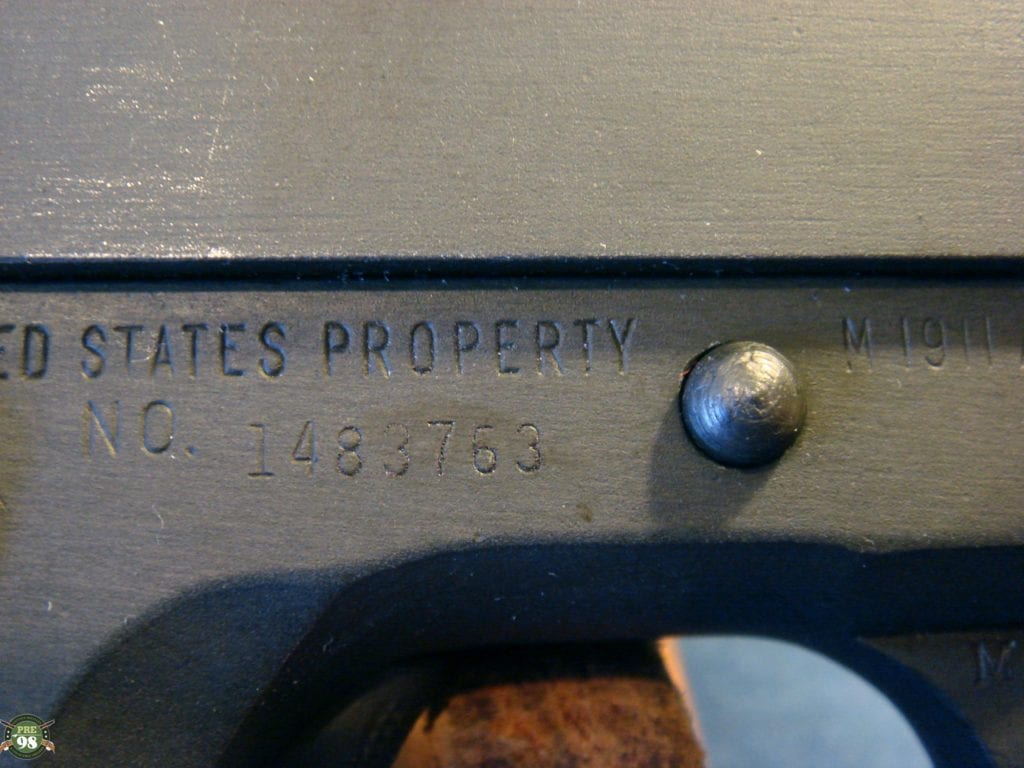 ED STATES PROPERTY M 1911
NO. 1483763
M
PRE
98